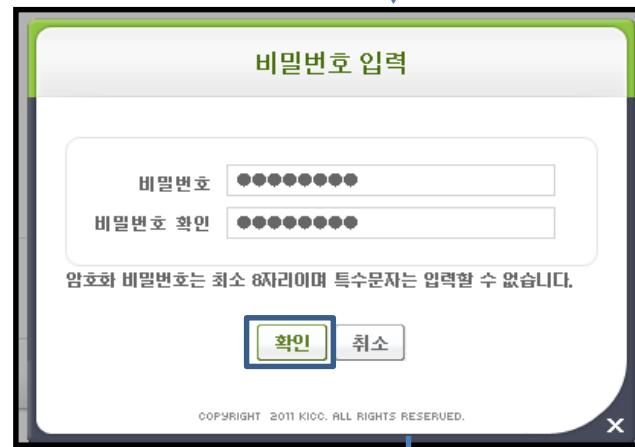 비밀번호 입력
비밀번호 ●●●●●●●●
비밀번호 확인 ●●●●●●●●
암호화 비밀번호는 최소 8자리이며 특수문자는 입력할 수 없습니다.
확인 취소
COPYRIGHT 2011 KICC. ALL RIGHTS RESERVED.
X